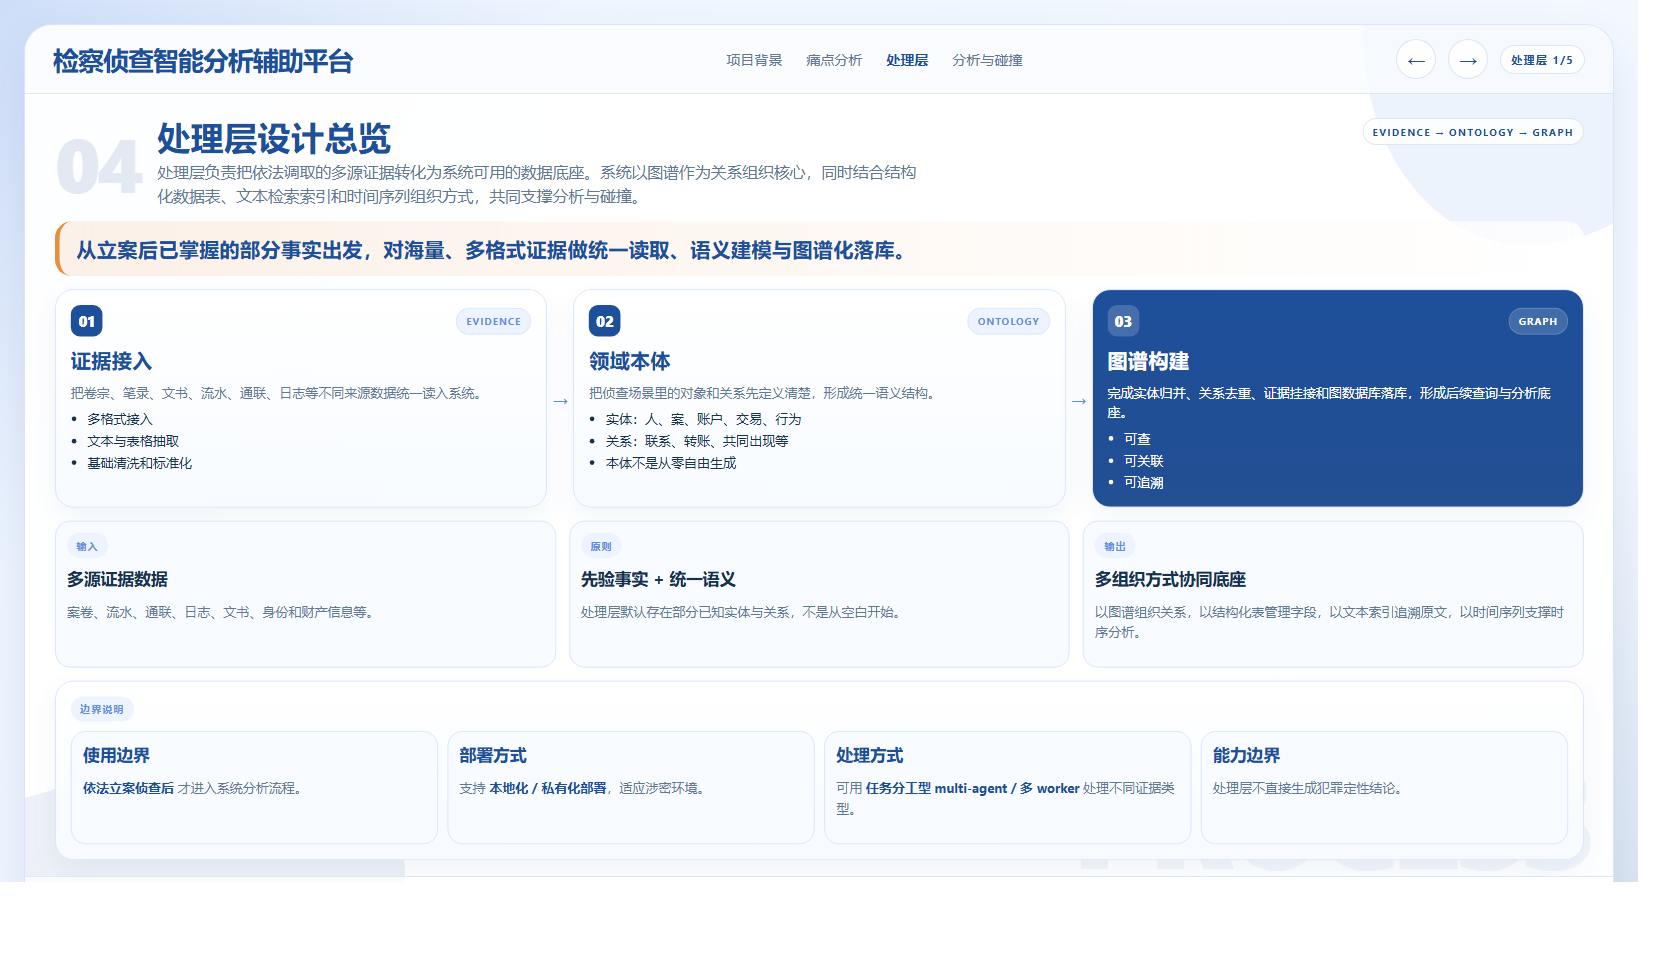 检察侦查智能分析辅助平台
项目背景 痛点分析 处理层 分析与碰撞
← → 处理层 1/5
04
处理层设计总览
EVIDENCE → ONTOLOGY → GRAPH
处理层负责把依法调取的多源证据转化为系统可用的数据底座。系统以图谱作为关系组织核心，同时结合结构
化数据表、文本检索索引和时间序列组织方式，共同支撑分析与碰撞。
从立案后已掌握的部分事实出发，对海量、多格式证据做统一读取、语义建模与图谱化落库。
01 EVIDENCE
证据接入
把卷宗、笔录、文书、流水、通联、日志等不同来源数据统一读入系统。
• 多格式接入
• 文本与表格抽取
• 基础清洗和标准化
→
02 ONTOLOGY
领域本体
把侦查场景里的对象和关系先定义清楚，形成统一语义结构。
• 实体：人、案、账户、交易、行为
• 关系：联系、转账、共同出现等
• 本体不是从零自由生成
→
03 GRAPH
图谱构建
完成实体归并、关系去重、证据挂接和图数据库落库，形成后续查询与分析底
座。
• 可查
• 可关联
• 可追溯
输入
多源证据数据
案卷、流水、通联、日志、文书、身份和财产信息等。
原则
先验事实 + 统一语义
处理层默认存在部分已知实体与关系，不是从空白开始。
输出
多组织方式协同底座
以图谱组织关系，以结构化表管理字段，以文本索引追溯原文，以时间序列支撑时
序分析。
边界说明
使用边界
依法立案侦查后 才进入系统分析流程。
部署方式
支持 本地化 / 私有化部署，适应涉密环境。
处理方式
可用 任务分工型 multi-agent / 多 worker 处理不同证据类
型。
能力边界
处理层不直接生成犯罪定性结论。